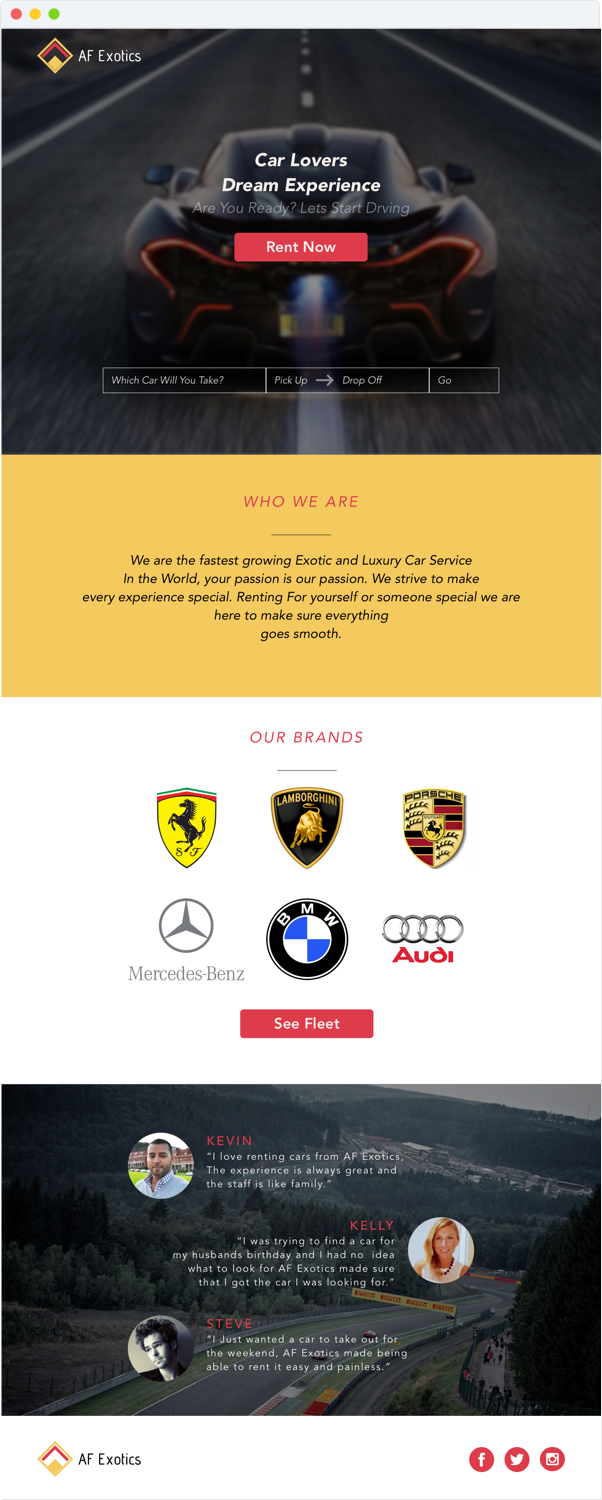 AF Exotics
Car Lovers
Dream Experience
Are You Ready? Lets Start Drving
Rent Now
Which Car Will You Take?
Pick Up
Drop Off
Go
WHO WE ARE
We are the fastest growing Exotic and Luxury Car Service
In the World, your passion is our passion. We strive to make
every experience special. Renting For yourself or someone special we are
here to make sure everything
goes smooth.
OUR BRANDS
S F
LAMBORGHINI
PORSCHE
STUTTGART
Mercedes-Benz
BMW
Audi
See Fleet
KEVIN
“I love renting cars from AF Exotics,
The experience is always great and
the staff is like family.”
KELLY
“I was trying to find a car for
my husbands birthday and I had no idea
what to look for AF Exotics made sure
that I got the car I was looking for.”
STEVE
“I Just wanted a car to take out for
the weekend, AF Exotics made being
able to rent it easy and painless.”
AF Exotics